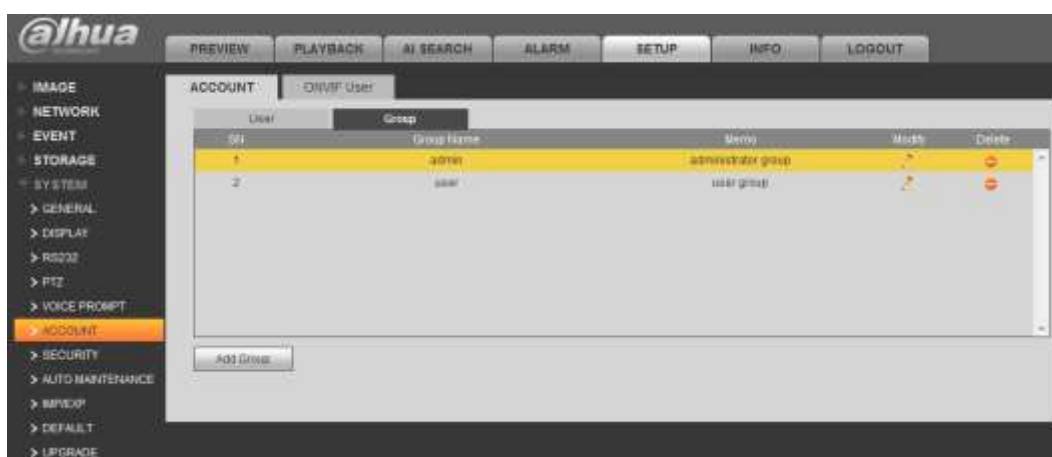 alhua
PREVIEW PLAYBACK AI SEARCH ALARM SETUP INFO LOGOUT
IMAGE
NETWORK
EVENT
STORAGE
SYSTEM
GENERAL
DISPLAY
RS232
PTZ
VOICE PROMPT
ACCOUNT
SECURITY
AUTO MAINTENANCE
IMP/EXP
DEFAULT
UPGRADE
ACCOUNT ONVIF User
User Group
SN Group Name Memo Modify Delete
1 admin administrator group
2 user user group
Add Group